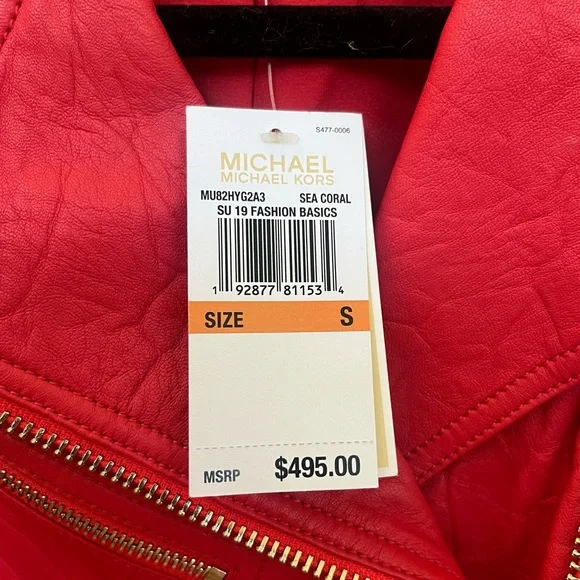 S477-0006
MICHAEL
MICHAEL KORS
MU82HYG2A3 SEA CORAL
SU 19 FASHION BASICS
1 92877 81153 4
SIZE S
MSRP $495.00